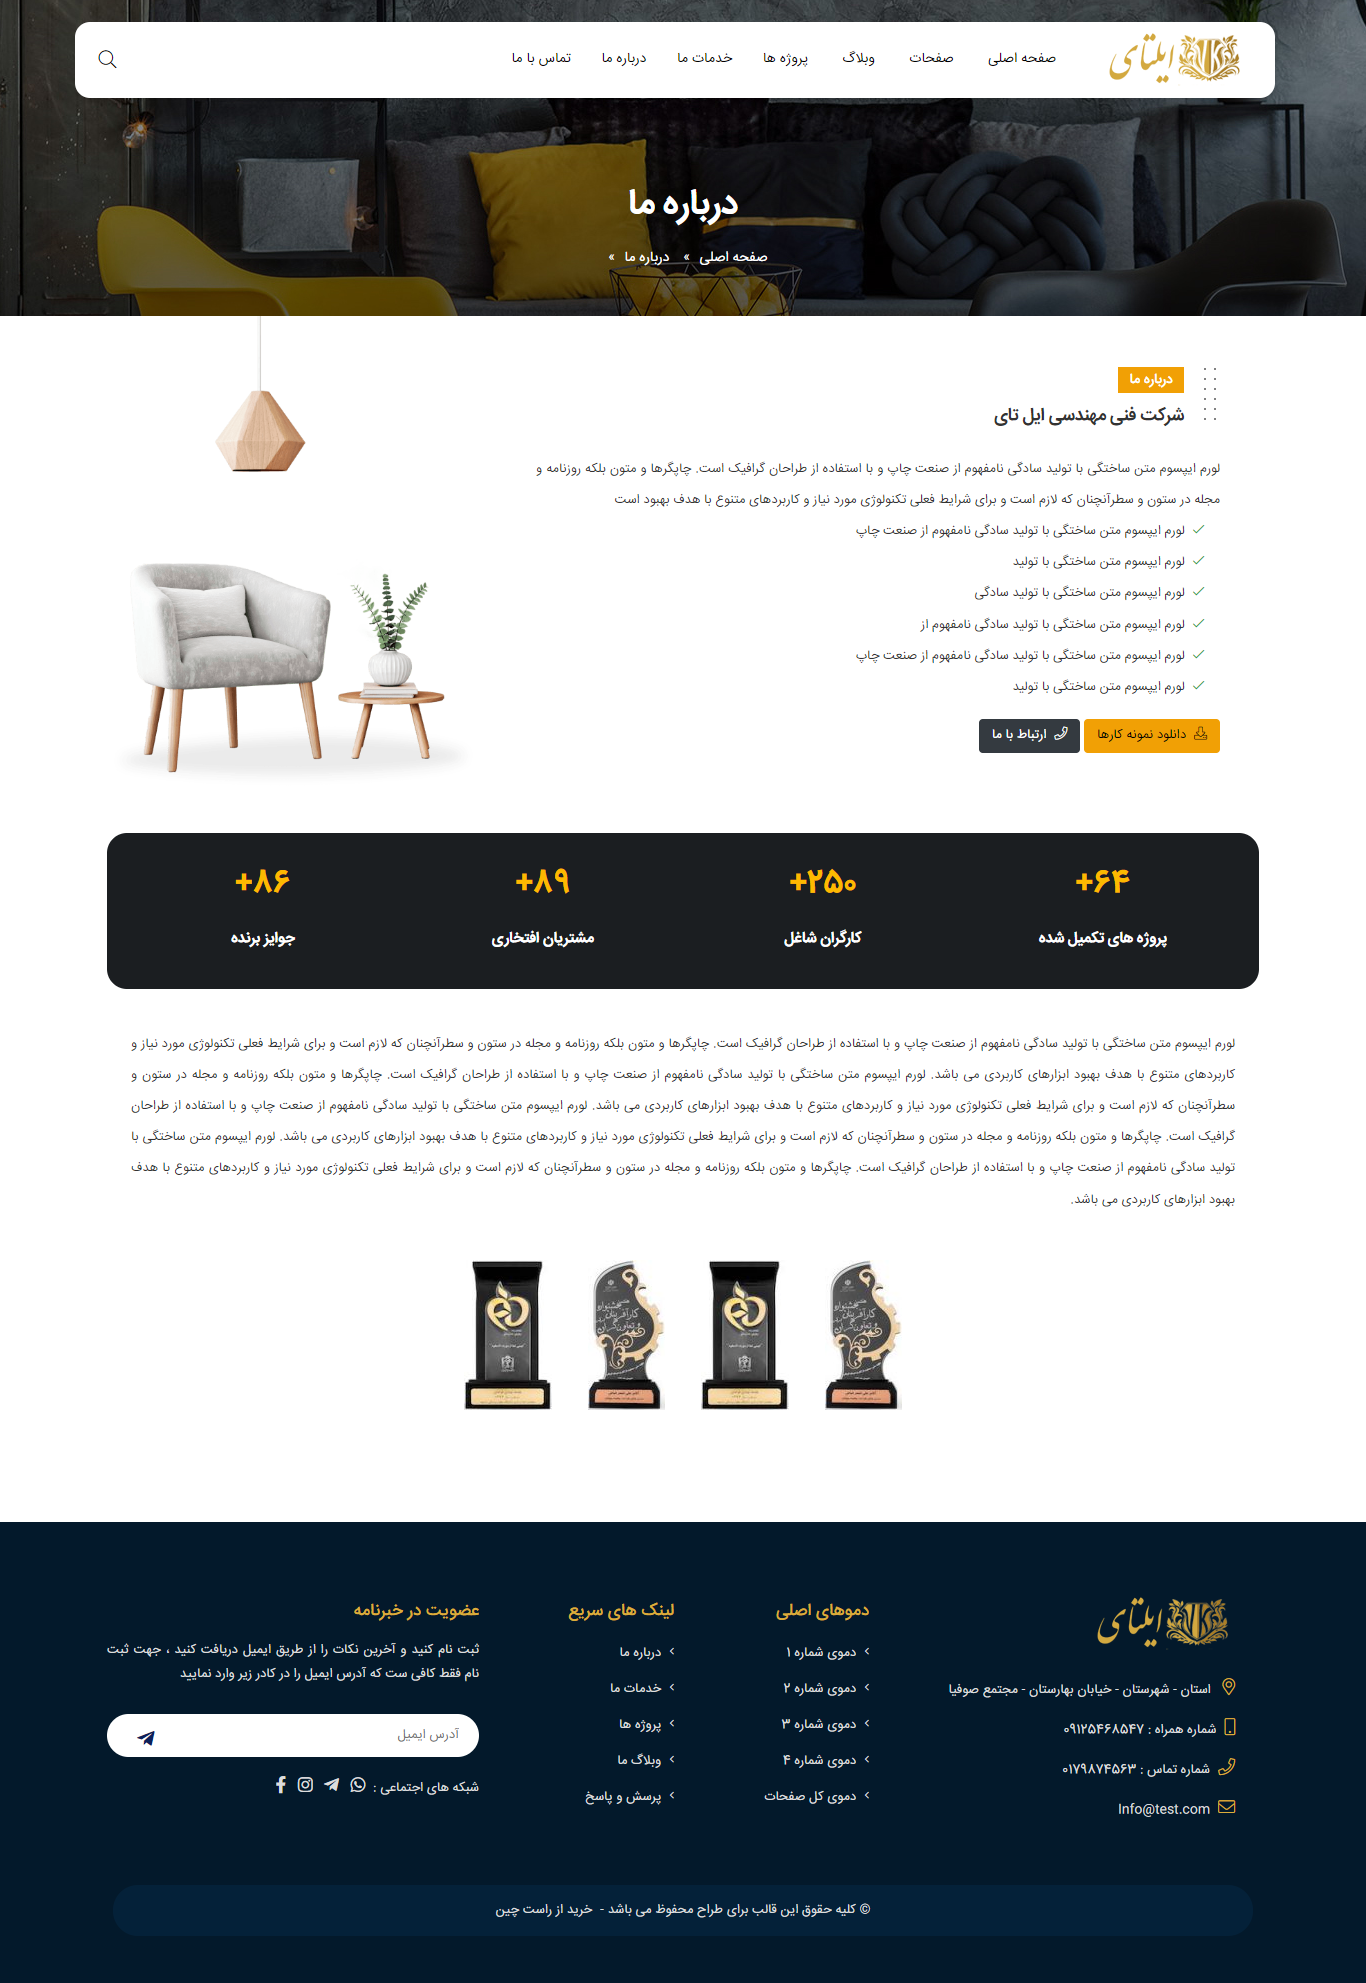 ایلتای
صفحه اصلی
صفحات
وبلاگ
پروژه ها
خدمات ما
درباره ما
تماس با ما
درباره ما
صفحه اصلی » درباره ما »
درباره ما
شرکت فنی مهندسی ایل تای
لورم ایپسوم متن ساختگی با تولید سادگی نامفهوم از صنعت چاپ و با استفاده از طراحان گرافیک است. چاپگرها و متون بلکه روزنامه و
مجله در ستون و سطرآنچنان که لازم است و برای شرایط فعلی تکنولوژی مورد نیاز و کاربردهای متنوع با هدف بهبود است
لورم ایپسوم متن ساختگی با تولید سادگی نامفهوم از صنعت چاپ
لورم ایپسوم متن ساختگی با تولید
لورم ایپسوم متن ساختگی با تولید سادگی
لورم ایپسوم متن ساختگی با تولید سادگی نامفهوم از
لورم ایپسوم متن ساختگی با تولید سادگی نامفهوم از صنعت چاپ
لورم ایپسوم متن ساختگی با تولید
دانلود نمونه کارها
ارتباط با ما
۶۴+
پروژه های تکمیل شده
۲۵۰+
کارگران شاغل
۸۹+
مشتریان افتخاری
۸۶+
جوایز برنده
لورم ایپسوم متن ساختگی با تولید سادگی نامفهوم از صنعت چاپ و با استفاده از طراحان گرافیک است. چاپگرها و متون بلکه روزنامه و مجله در ستون و سطرآنچنان که لازم است و برای شرایط فعلی تکنولوژی مورد نیاز و
کاربردهای متنوع با هدف بهبود ابزارهای کاربردی می باشد. لورم ایپسوم متن ساختگی با تولید سادگی نامفهوم از صنعت چاپ و با استفاده از طراحان گرافیک است. چاپگرها و متون بلکه روزنامه و مجله در ستون و
سطرآنچنان که لازم است و برای شرایط فعلی تکنولوژی مورد نیاز و کاربردهای متنوع با هدف بهبود ابزارهای کاربردی می باشد. لورم ایپسوم متن ساختگی با تولید سادگی نامفهوم از صنعت چاپ و با استفاده از طراحان
گرافیک است. چاپگرها و متون بلکه روزنامه و مجله در ستون و سطرآنچنان که لازم است و برای شرایط فعلی تکنولوژی مورد نیاز و کاربردهای متنوع با هدف بهبود ابزارهای کاربردی می باشد. لورم ایپسوم متن ساختگی با
تولید سادگی نامفهوم از صنعت چاپ و با استفاده از طراحان گرافیک است. چاپگرها و متون بلکه روزنامه و مجله در ستون و سطرآنچنان که لازم است و برای شرایط فعلی تکنولوژی مورد نیاز و کاربردهای متنوع با هدف
بهبود ابزارهای کاربردی می باشد.
ایلتای
استان - شهرستان - خیابان بهارستان - مجتمع صوفیا
شماره همراه : ۰۹۱۲۵۴۶۸۵۴۷
شماره تماس : ۰۱۷۹۸۷۴۵۶۳
Info@test.com
دموهای اصلی
دموی شماره ۱
دموی شماره ۲
دموی شماره ۳
دموی شماره ۴
دموی کل صفحات
لینک های سریع
درباره ما
خدمات ما
پروژه ها
وبلاگ ما
پرسش و پاسخ
عضویت در خبرنامه
ثبت نام کنید و آخرین نکات را از طریق ایمیل دریافت کنید ، جهت ثبت
نام فقط کافی ست که آدرس ایمیل را در کادر زیر وارد نمایید
آدرس ایمیل
شبکه های اجتماعی :
© کلیه حقوق این قالب برای طراح محفوظ می باشد - خرید از راست چین